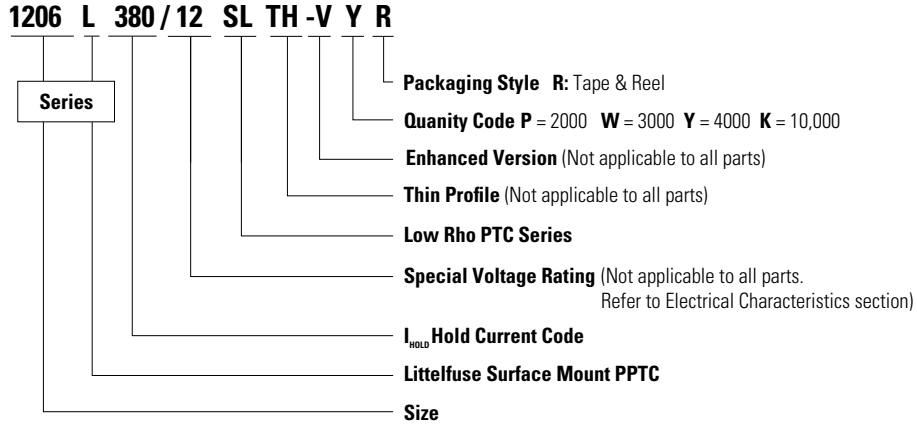 1206 L 380 / 12 SL TH -V Y R
Series
Packaging Style R: Tape & Reel
Quanity Code P = 2000 W = 3000 Y = 4000 K = 10,000
Enhanced Version (Not applicable to all parts)
Thin Profile (Not applicable to all parts)
Low Rho PTC Series
Special Voltage Rating (Not applicable to all parts.
Refer to Electrical Characteristics section)
IHOLD Hold Current Code
Littelfuse Surface Mount PPTC
Size